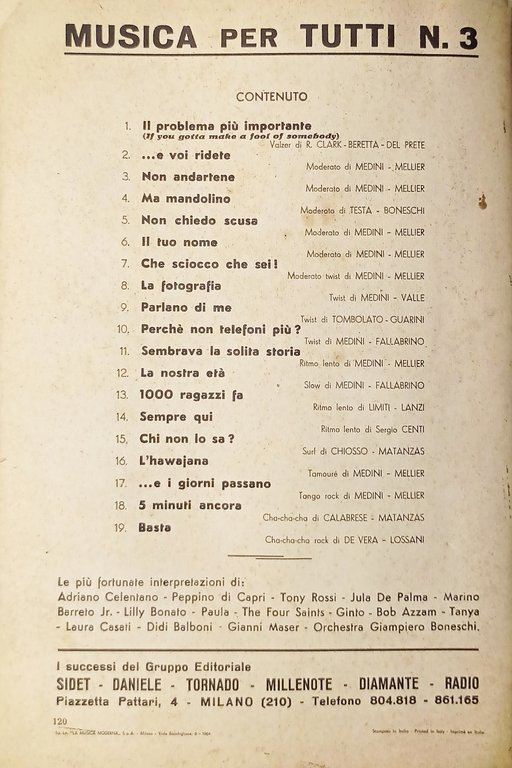 MUSICA PER TUTTI N. 3
CONTENUTO
1. Il problema più importante
(If you gotta make a fool of somebody)
Valzer di R. CLARK - BERETTA - DEL PRETE
2. ...e voi ridete
Moderato di MEDINI - MELLIER
3. Non andartene
Moderato di MEDINI - MELLIER
4. Ma mandolino
Moderato di TESTA - BONESCHI
5. Non chiedo scusa
Moderato di MEDINI - MELLIER
6. Il tuo nome
Moderato di MEDINI - MELLIER
7. Che sciocco che sei!
Moderato twist di MEDINI - MELLIER
8. La fotografia
Twist di MEDINI - VALLE
9. Parlano di me
Twist di TOMBOLATO - GUARINI
10. Perchè non telefoni più?
Twist di MEDINI - FALLABRINO
11. Sembrava la solita storia
Ritmo lento di MEDINI - MELLIER
12. La nostra età
Slow di MEDINI - FALLABRINO
13. 1000 ragazzi fa
Ritmo lento di LIMITI - LANZI
14. Sempre qui
Ritmo lento di Sergio CENTI
15. Chi non lo sa?
Surf di CHIOSSO - MATANZAS
16. L'hawajana
Tamouré di MEDINI - MELLIER
17. ...e i giorni passano
Tango rock di MEDINI - MELLIER
18. 5 minuti ancora
Cha-cha-cha di CALABRESE - MATANZAS
19. Basta
Cha-cha-cha rock di DE VERA - LOSSANI
Le più fortunate interpretazioni di:
Adriano Celentano - Peppino di Capri - Tony Rossi - Jula De Palma - Marino
Barreto Jr. - Lilly Bonato - Paula - The Four Saints - Ginto - Bob Azzam - Tanya
- Laura Casati - Didi Balboni - Gianni Maser - Orchestra Giampiero Boneschi.
I successi del Gruppo Editoriale
SIDET - DANIELE - TORNADO - MILLENOTE - DIAMANTE - RADIO
Piazzetta Pattari, 4 - MILANO (210) - Telefono 804.818 - 861.165
120
"LA MUSICA MODERNA" S.p.A. - Milano - 1964
Stampato in Italia - Printed in Italy - Imprimé en Italie